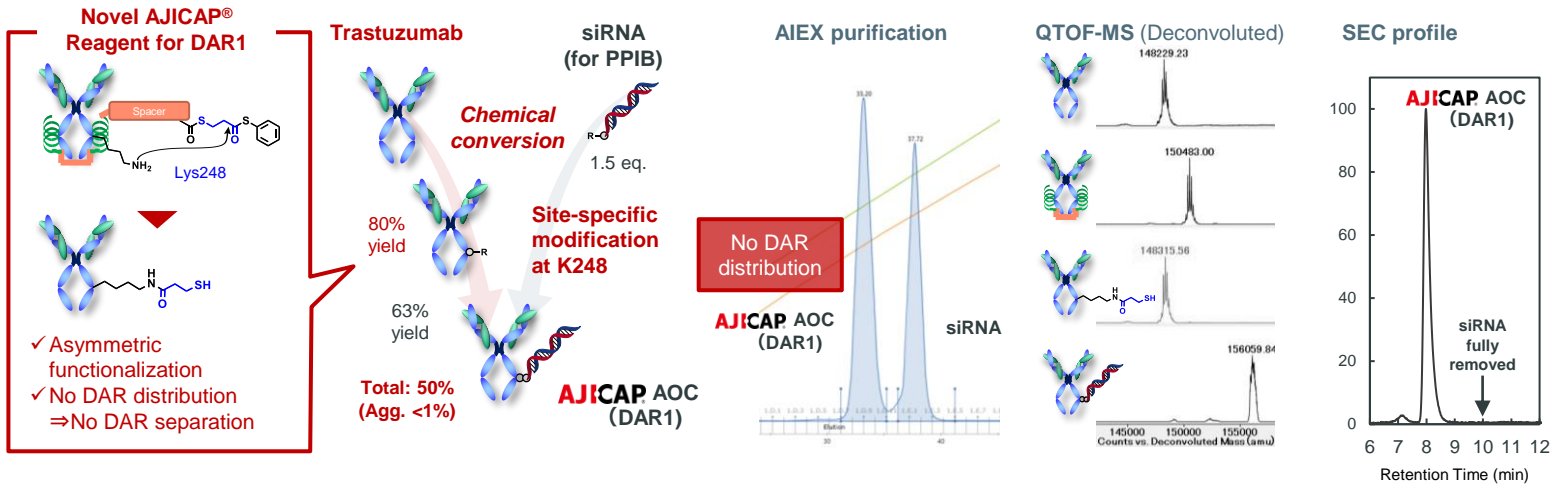 Novel AJICAP®
Reagent for DAR1
Spacer
O
S
O
S
NH2
Lys248
H
N
O
SH
✓Asymmetric
functionalization
✓No DAR distribution
⇒No DAR separation
Trastuzumab
siRNA
(for PPIB)
Chemical
conversion
R
1.5 eq.
80%
yield
R
Site-specific
modification
at K248
63%
yield
Total: 50%
(Agg. <1%)
AJICAP. AOC
(DAR1)
AIEX purification
33.20
37.72
No DAR
distribution
AJICAP. AOC
(DAR1)
siRNA
Elution
30
40
QTOF-MS (Deconvoluted)
148229.23
150483.00
148315.56
H
N
O
SH
156059.84
145000 150000 155000
Counts vs. Deconvoluted Mass (amu)
SEC profile
AJICAP. AOC
(DAR1)
100
80
60
40
20
0
siRNA
fully
removed
6 7 8 9 10 11 12
Retention Time (min)